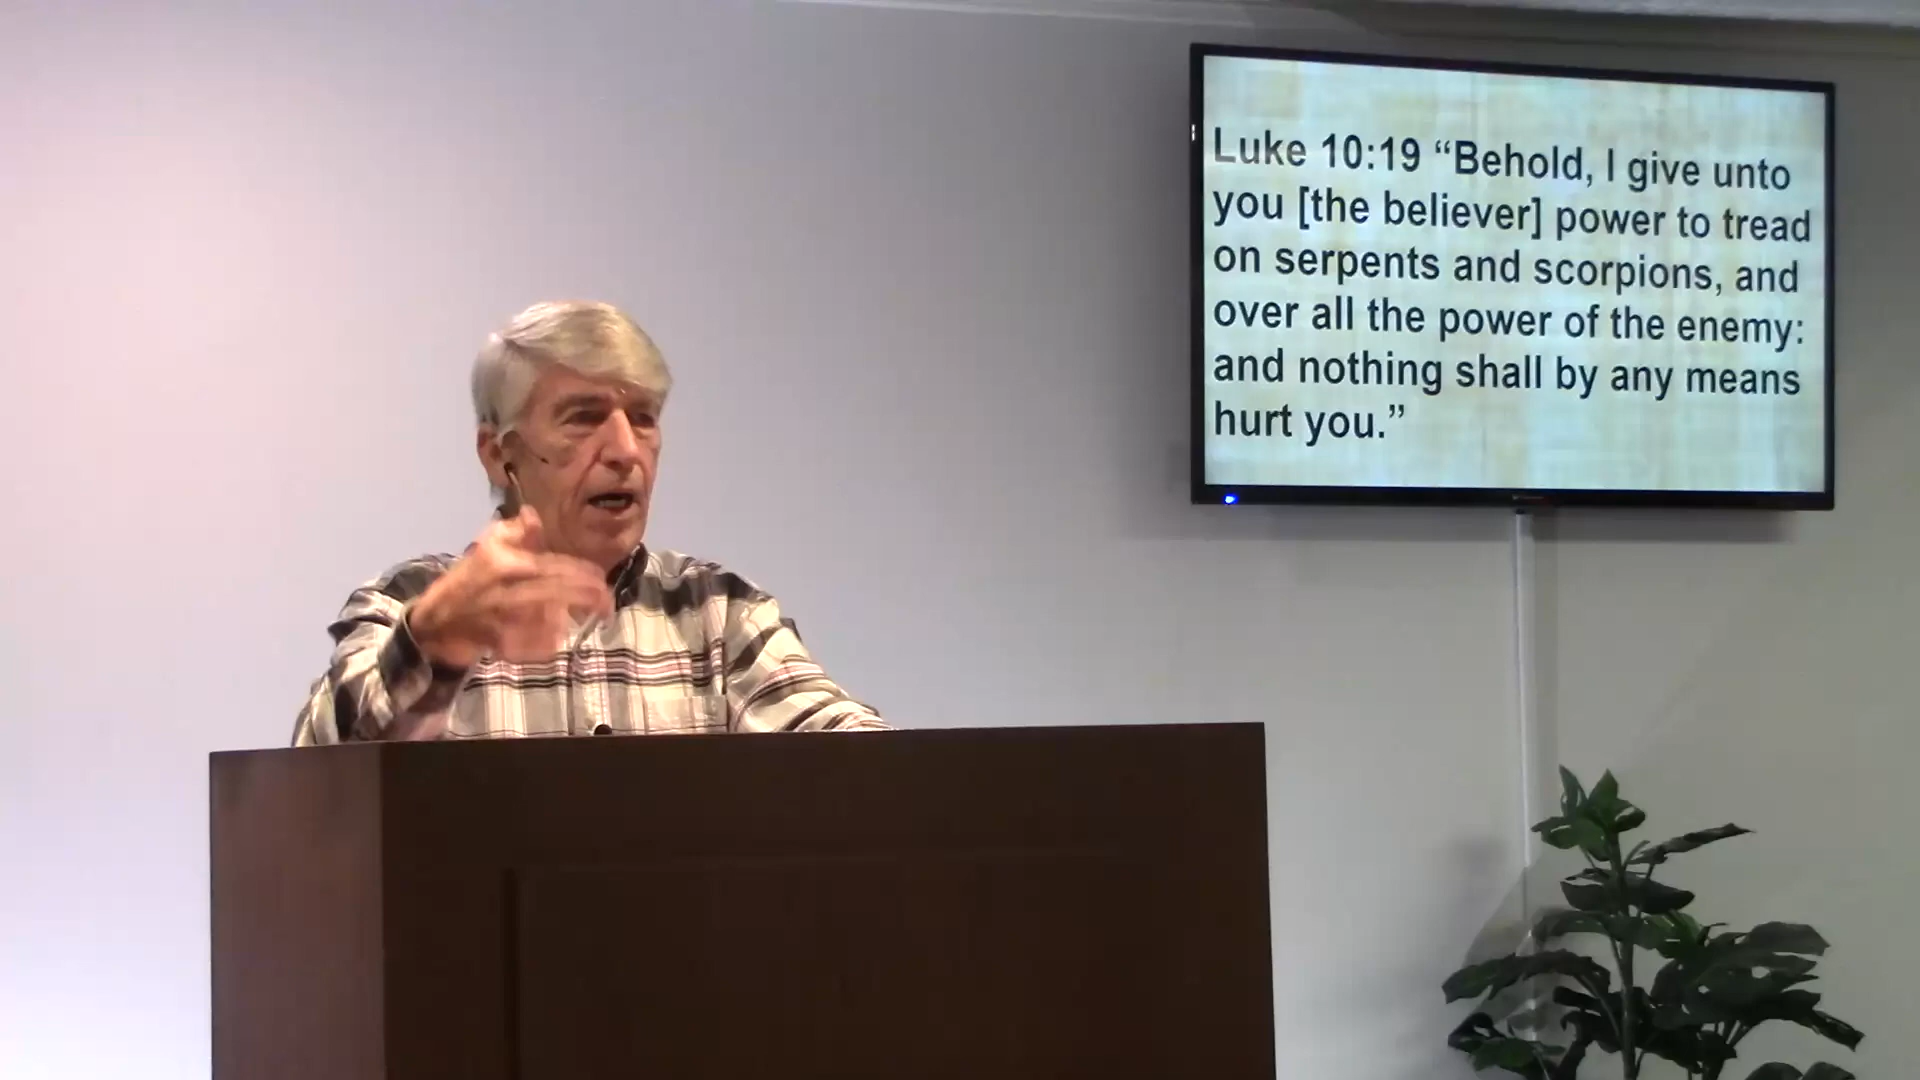 Luke 10:19 “Behold, I give unto
you [the believer] power to tread
on serpents and scorpions, and
over all the power of the enemy:
and nothing shall by any means
hurt you.”